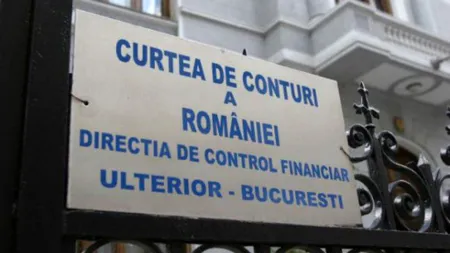 CURTEA DE CONTURI
A
ROMÂNIEI
DIRECTIA DE CONTROL FINANCIAR
ULTERIOR - BUCURESTI